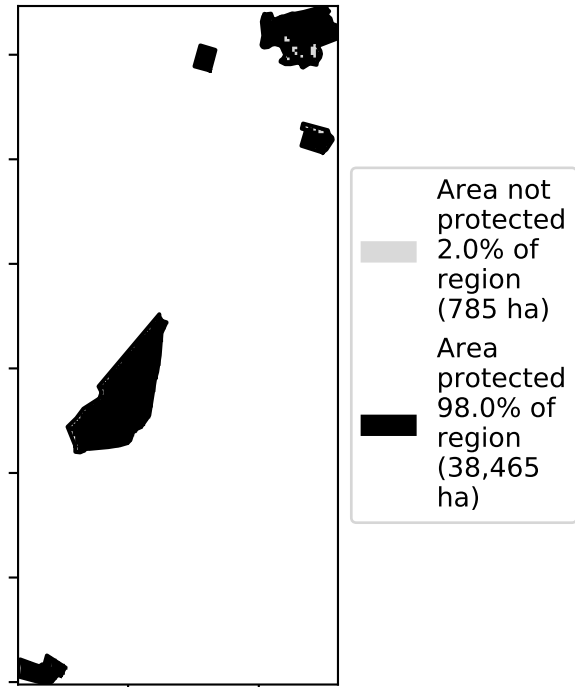 Area not
protected
2.0% of
region
(785 ha)
Area
protected
98.0% of
region
(38,465
ha)